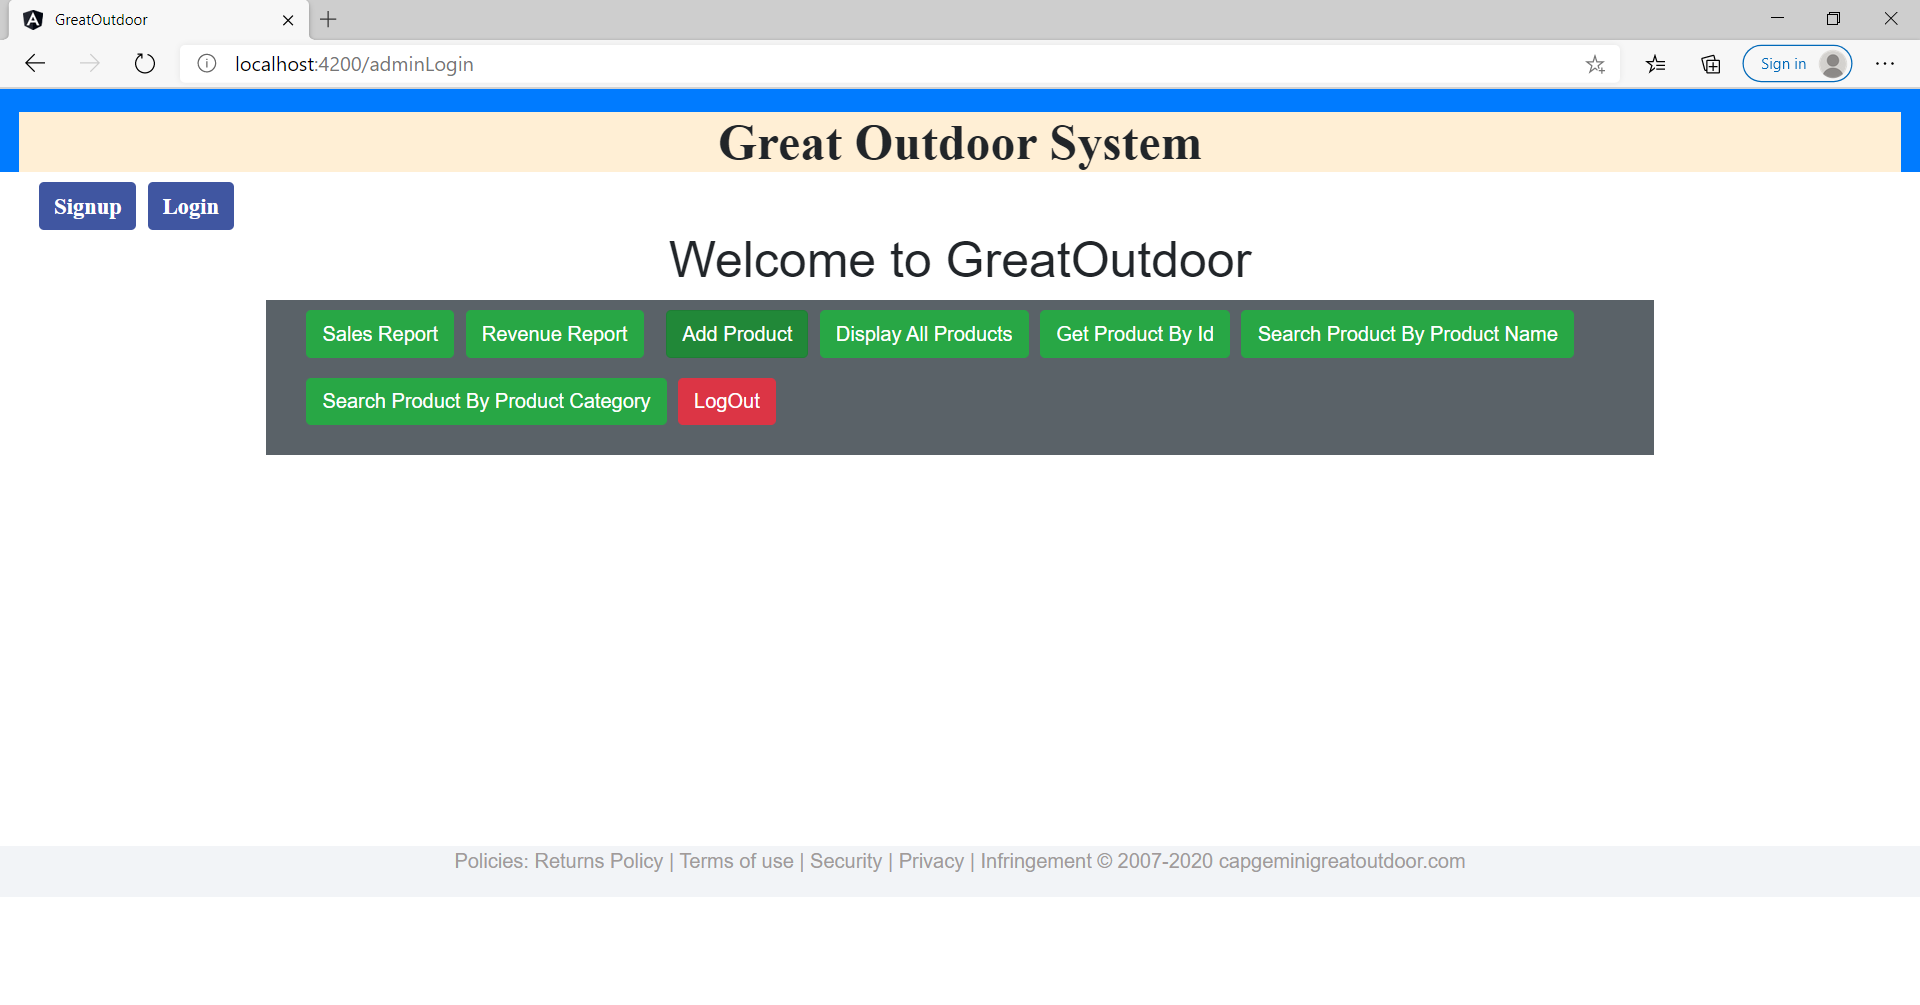 GreatOutdoor
localhost:4200/adminLogin
Sign in
Great Outdoor System
Signup Login
Welcome to GreatOutdoor
Sales Report Revenue Report Add Product Display All Products Get Product By Id Search Product By Product Name
Search Product By Product Category LogOut
Policies: Returns Policy | Terms of use | Security | Privacy | Infringement © 2007-2020 capgeminigreatoutdoor.com